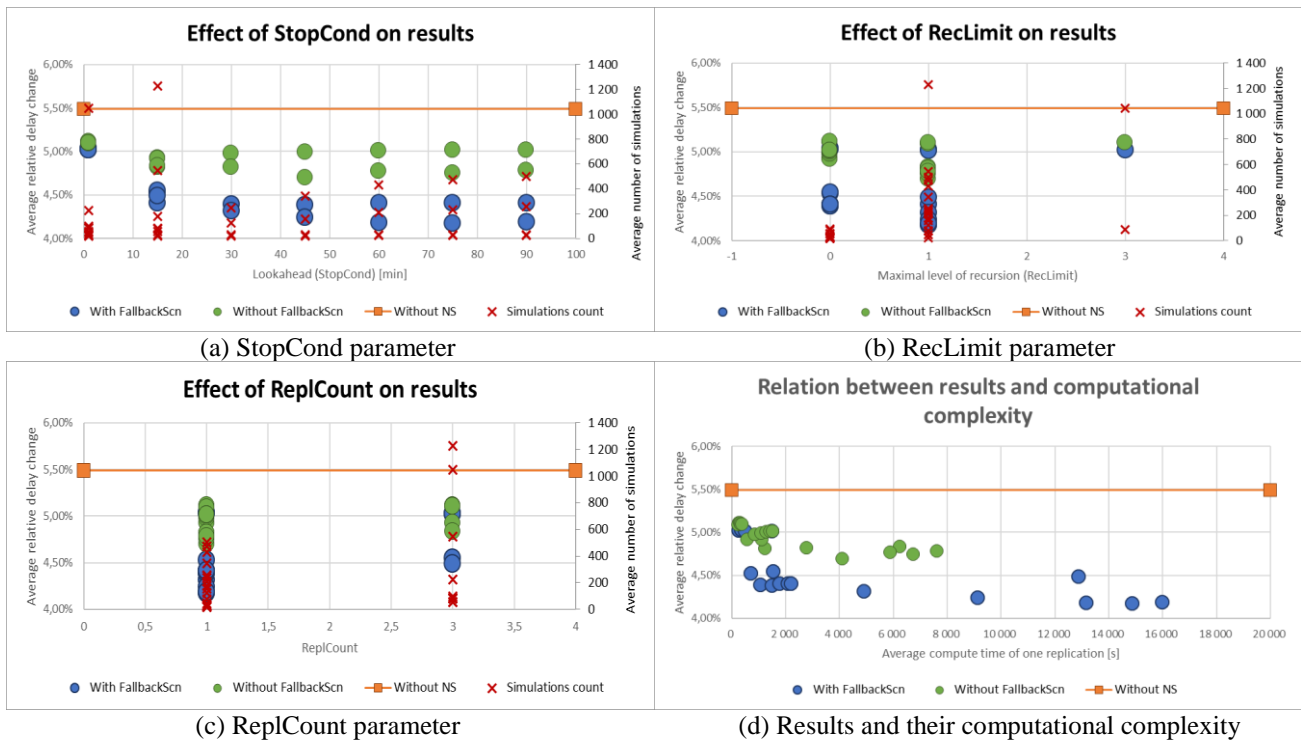 Effect of StopCond on results
6,00%
5,50%
5,00%
4,50%
4,00%
Average relative delay change
1 400
1 200
1 000
800
600
400
200
0
Average number of simulations
0 10 20 30 40 50 60 70 80 90 100
Lookahead (StopCond) [min]
With FallbackScn Without FallbackScn Without NS Simulations count
(a) StopCond parameter
Effect of RecLimit on results
6,00%
5,50%
5,00%
4,50%
4,00%
Average relative delay change
1 400
1 200
1 000
800
600
400
200
0
Average number of simulations
-1 0 1 2 3 4
Maximal level of recursion (RecLimit)
With FallbackScn Without FallbackScn Without NS Simulations count
(b) RecLimit parameter
Effect of ReplCount on results
6,00%
5,50%
5,00%
4,50%
4,00%
Average relative delay change
1 400
1 200
1 000
800
600
400
200
0
Average number of simulations
0 0,5 1 1,5 2 2,5 3 3,5 4
ReplCount
With FallbackScn Without FallbackScn Without NS Simulations count
(c) ReplCount parameter
Relation between results and computational
complexity
6,00%
5,50%
5,00%
4,50%
4,00%
Average relative delay change
0 2 000 4 000 6 000 8 000 10 000 12 000 14 000 16 000 18 000 20 000
Average compute time of one replication [s]
With FallbackScn Without FallbackScn Without NS
(d) Results and their computational complexity